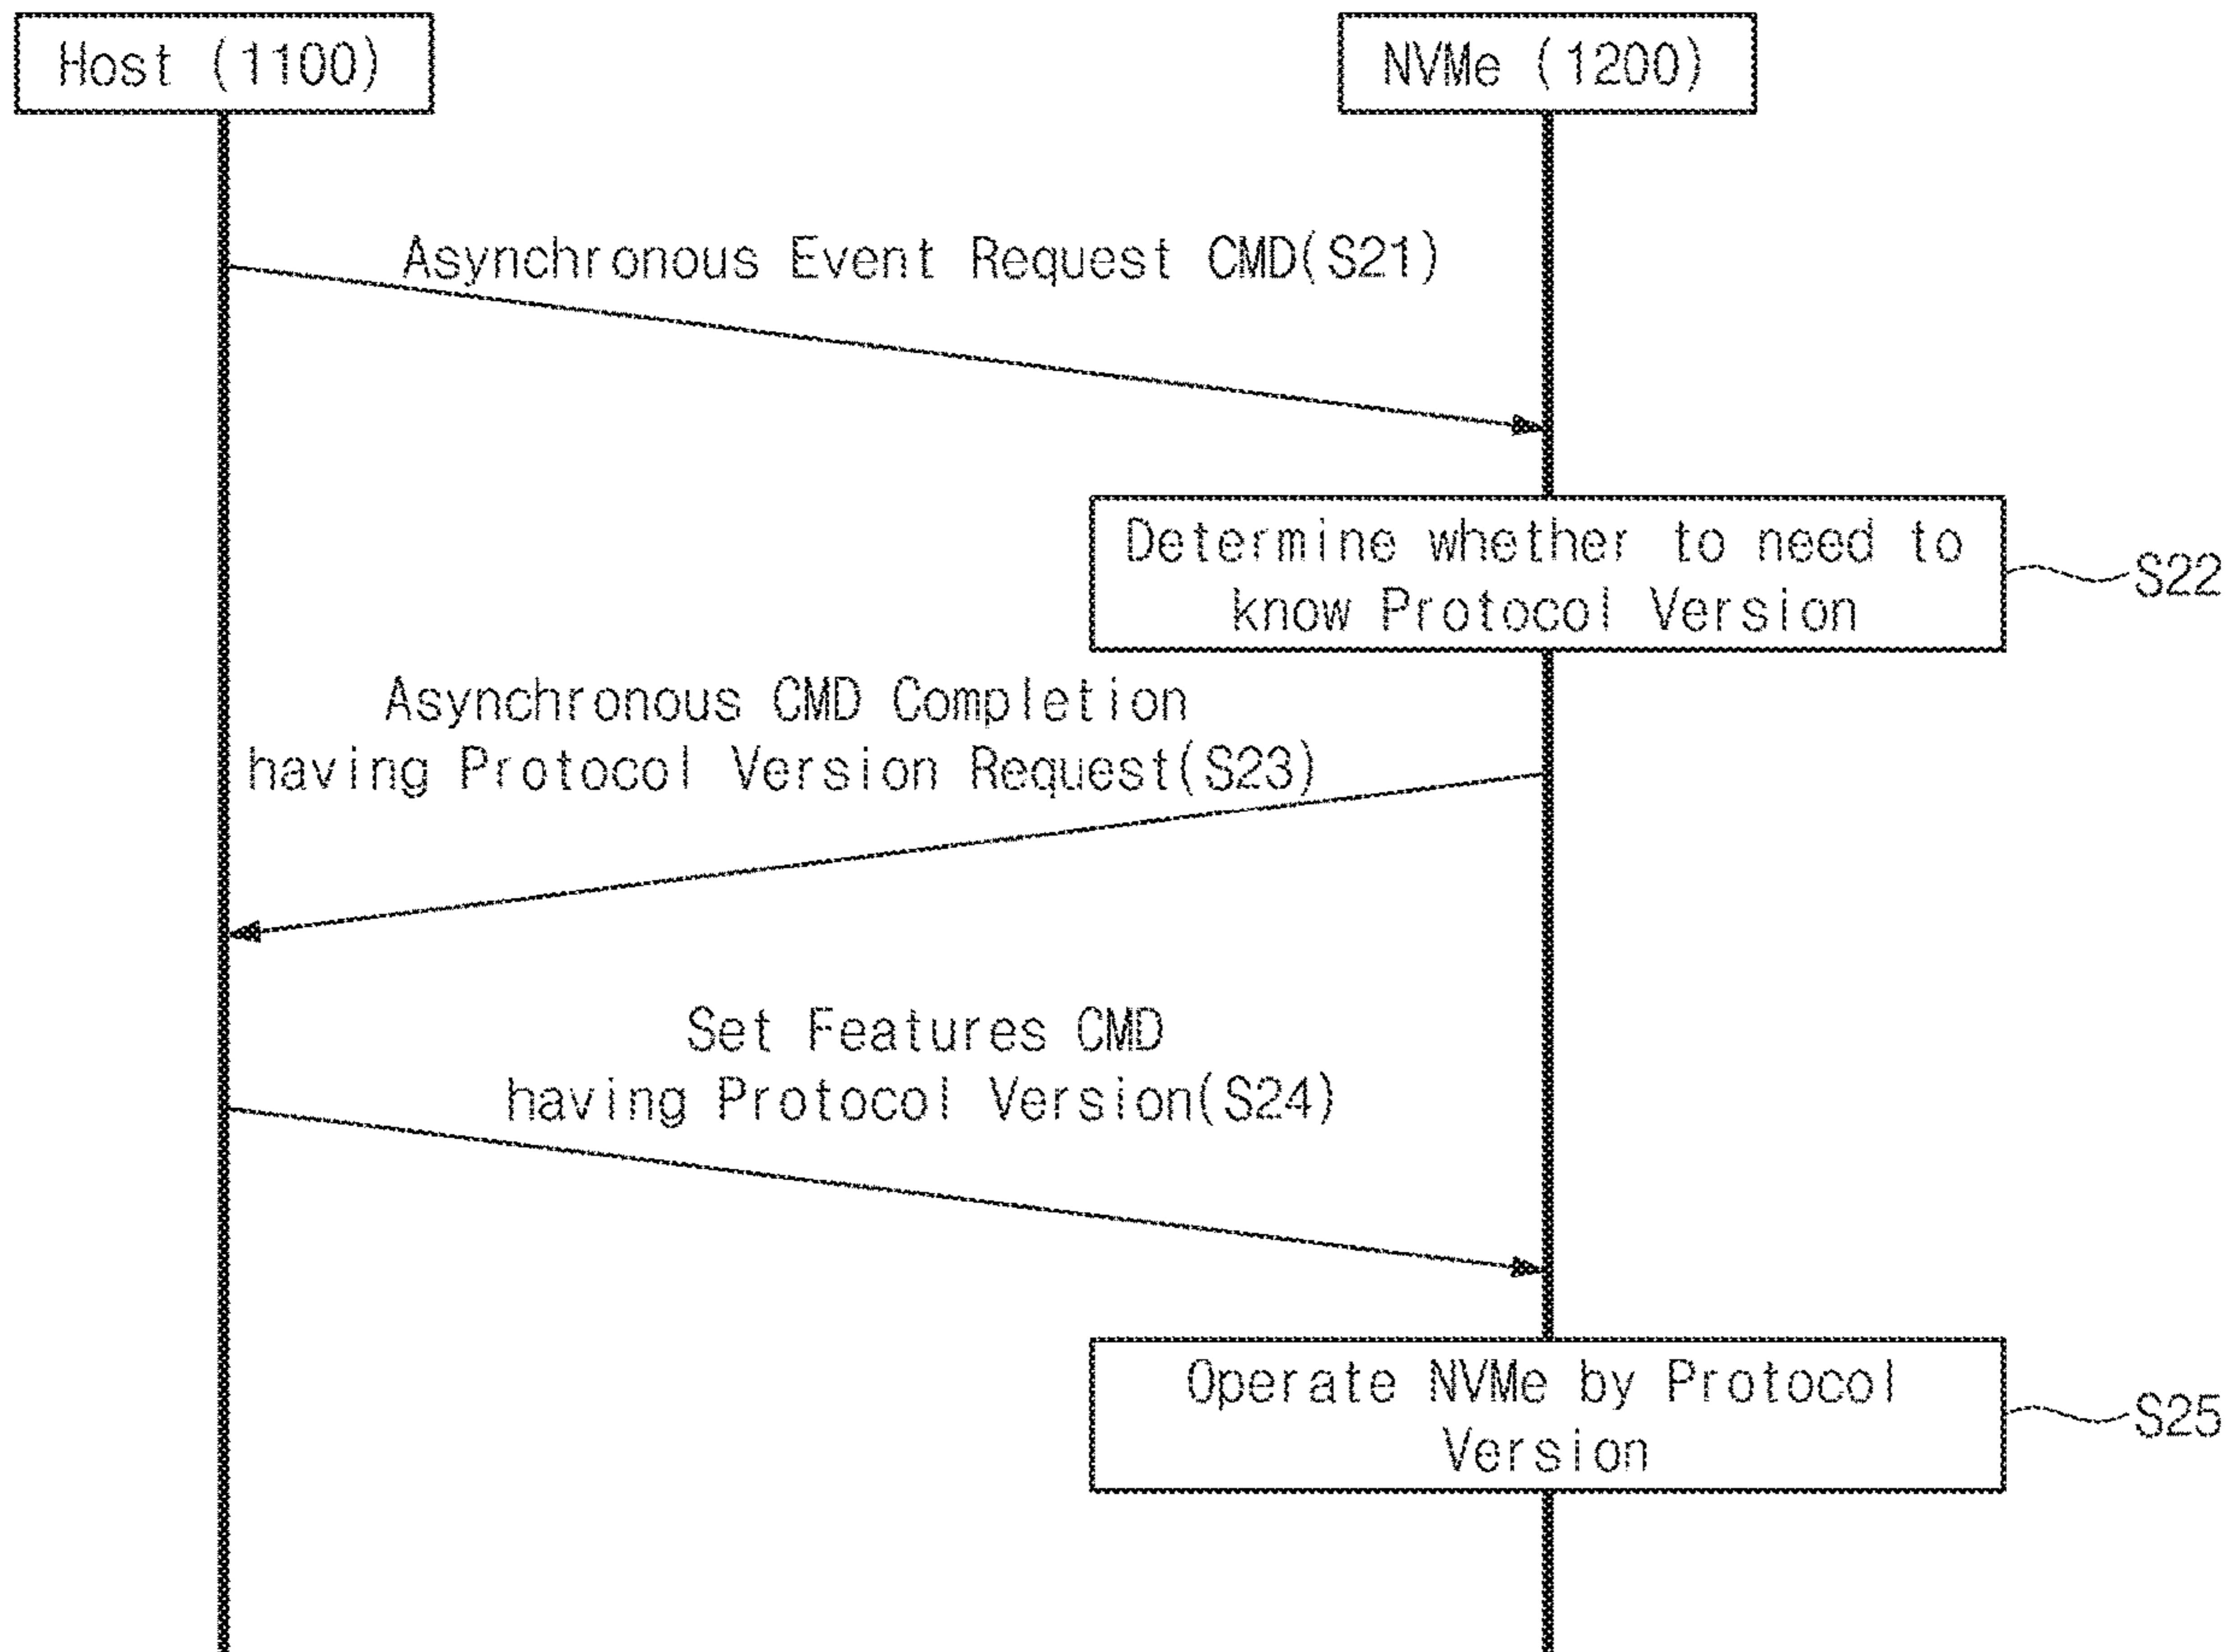 Host (1100)
NVMe (1200)
Asynchronous Event Request CMD(S21)
Determine whether to need to
know Protocol Version
S22
Asynchronous CMD Completion
having Protocol Version Request(S23)
Set Features CMD
having Protocol Version(S24)
Operate NVMe by Protocol
Version
S25